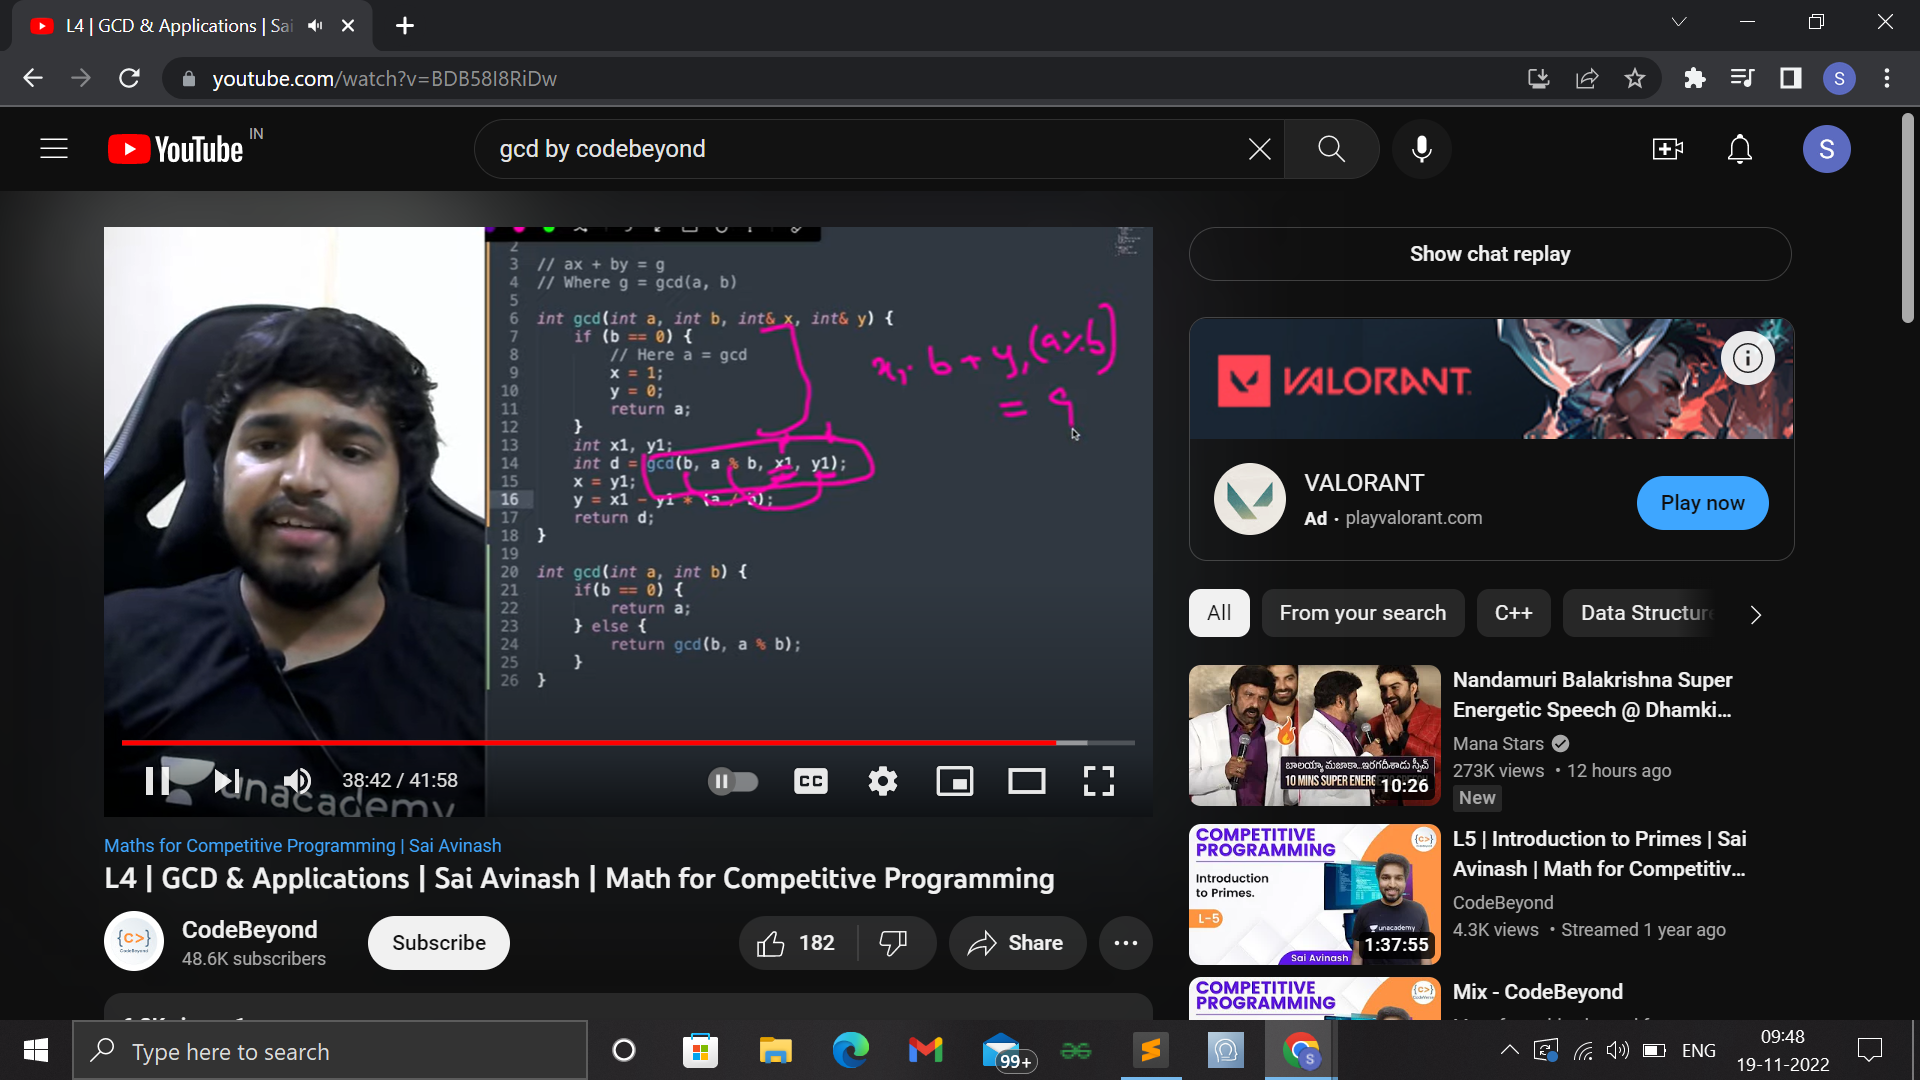 L4 | GCD & Applications | Sai
youtube.com/watch?v=BDB58I8RiDw
S
YouTube IN
gcd by codebeyond
S
2
3 // ax + by = g
4 // Where g = gcd(a, b)
5
6 int gcd(int a, int b, int& x, int& y) {
7 if (b == 0) {
8 // Here a = gcd
9 x = 1;
10 y = 0;
11 return a;
12 }
13 int x1, y1;
14 int d = gcd(b, a % b, x1, y1);
15 x = y1;
16 y = x1 - y1 * (a / b);
17 return d;
18 }
19
20 int gcd(int a, int b) {
21 if(b == 0) {
22 return a;
23 } else {
24 return gcd(b, a % b);
25 }
26 }
x1. b + y1(a%b)
= g
unacademy
38:42 / 41:58
CC
Maths for Competitive Programming | Sai Avinash
L4 | GCD & Applications | Sai Avinash | Math for Competitive Programming
{c>}
CodeBeyond
48.6K subscribers
Subscribe
182
Share
Show chat replay
VALORANT
VALORANT
Ad · playvalorant.com
Play now
All
From your search
C++
Data Structure
10 MINS SUPER ENERG
10:26
Nandamuri Balakrishna Super
Energetic Speech @ Dhamki...
Mana Stars
273K views • 12 hours ago
New
COMPETITIVE
PROGRAMMING
Introduction
to Primes.
L-5
unacademy
Sai Avinash
1:37:55
L5 | Introduction to Primes | Sai
Avinash | Math for Competitiv...
CodeBeyond
4.3K views • Streamed 1 year ago
COMPETITIVE
PROGRAMMING
Mix - CodeBeyond
Type here to search
99+
S
ENG
09:48
19-11-2022